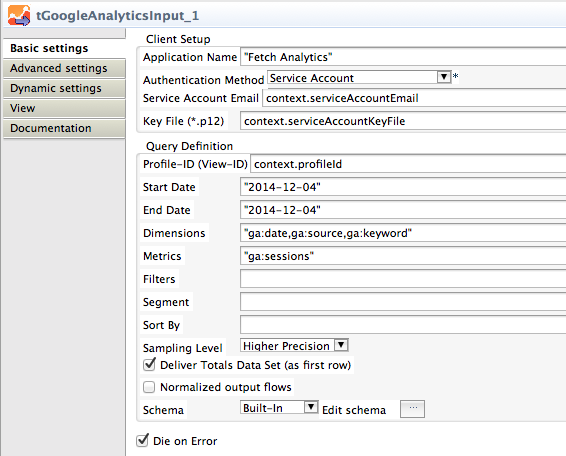 tGoogleAnalyticsInput_1
Basic settings
Advanced settings
Dynamic settings
View
Documentation
Client Setup
Application Name "Fetch Analytics"
Authentication Method Service Account *
Service Account Email context.serviceAccountEmail
Key File (*.p12) context.serviceAccountKeyFile
Query Definition
Profile-ID (View-ID) context.profileId
Start Date "2014-12-04"
End Date "2014-12-04"
Dimensions "ga:date,ga:source,ga:keyword"
Metrics "ga:sessions"
Filters
Segment
Sort By
Sampling Level Higher Precision
Deliver Totals Data Set (as first row)
Normalized output flows
Schema Built-In Edit schema ...
Die on Error